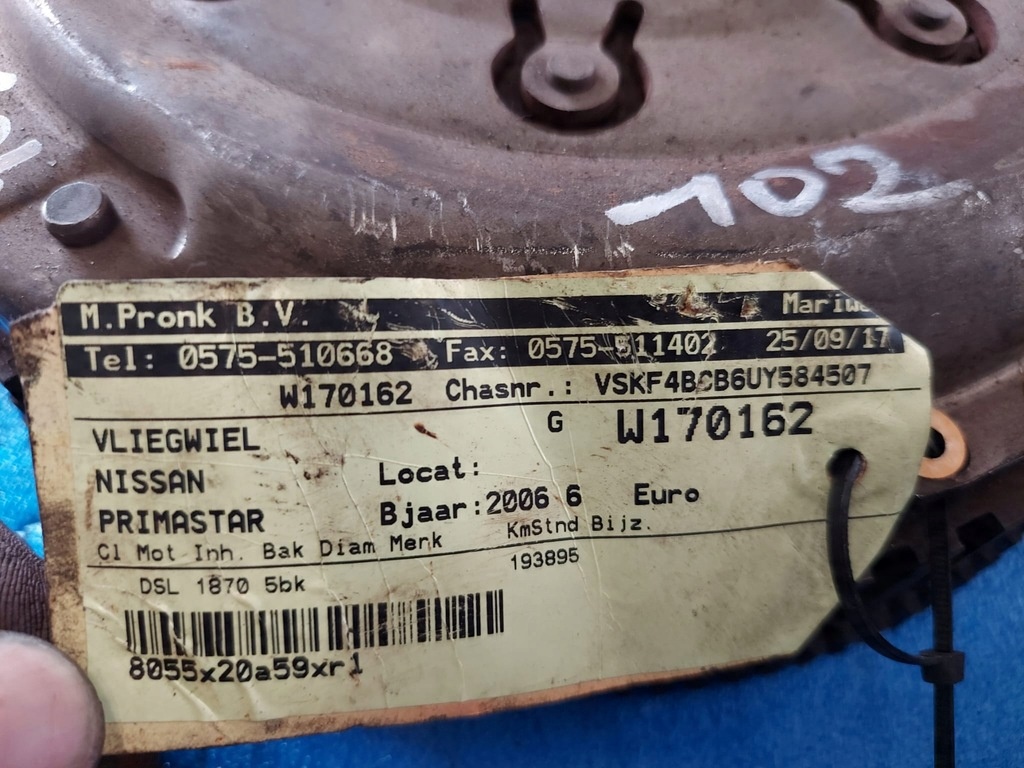 102
M.Pronk B.V.
Tel: 0575-510668 Fax: 0575-511402 25/09/17
W170162 Chasnr.: VSKF4BCB6UY584507
VLIEGWIEL G W170162
NISSAN Locat:
PRIMASTAR Bjaar:2006 6 Euro
Cl Mot Inh. Bak Diam Merk KmStnd Bijz.
DSL 1870 5bk 193895
8055x20a59xr1